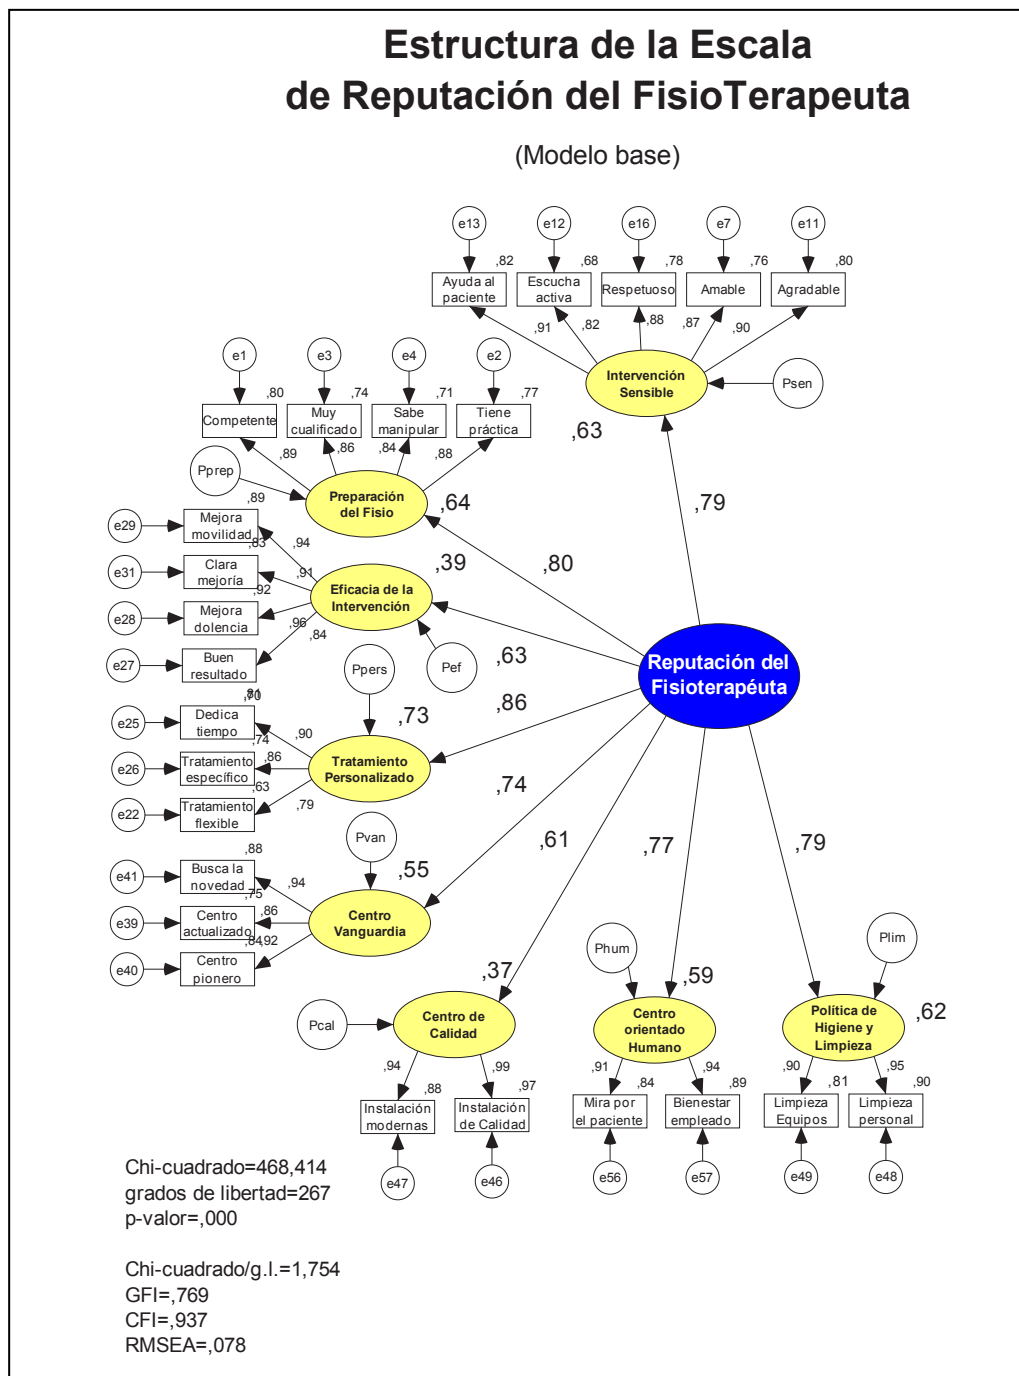 Estructura de la Escala
de Reputación del FisioTerapeuta
(Modelo base)
e13
e12
e16
e7
e11
,82
,68
,78
,76
,80
Ayuda al
paciente
Escucha
activa
Respetuoso
Amable
Agradable
,91
,82
,88
,87
,90
Intervención
Sensible
Psen
,63
,79
e1
e3
e4
e2
,80
,74
,71
,77
Competente
Muy
cualificado
Sabe
manipular
Tiene
práctica
,89
,86
,84
,88
Pprep
Preparación
del Fisio
,64
,80
,89
e29
Mejora
movilidad
,83
,94
e31
Clara
mejoría
,91
,92
e28
Mejora
dolencia
,96
,84
e27
Buen
resultado
Eficacia de la
Intervención
,39
Pef
,63
Reputación del
Fisioterapéuta
Ppers
,73
,86
,81
,70
e25
Dedica
tiempo
,90
,74
e26
Tratamiento
específico
,86
,63
e22
Tratamiento
flexible
,79
Tratamiento
Personalizado
,74
Pvan
,55
,61
,77
,79
,88
e41
Busca la
novedad
,94
,75
e39
Centro
actualizado
,86
,84
,92
e40
Centro
pionero
Centro
Vanguardia
Pcal
,37
Centro de
Calidad
,94
,99
,88
,97
Instalación
modernas
Instalación
de Calidad
e47
e46
Phum
,59
Centro
orientado
Humano
,91
,94
,84
,89
Mira por
el paciente
Bienestar
empleado
e56
e57
Plim
,62
Política de
Higiene y
Limpieza
,90
,95
,81
,90
Limpieza
Equipos
Limpieza
personal
e49
e48
Chi-cuadrado=468,414
grados de libertad=267
p-valor=,000
Chi-cuadrado/g.l.=1,754
GFI=,769
CFI=,937
RMSEA=,078